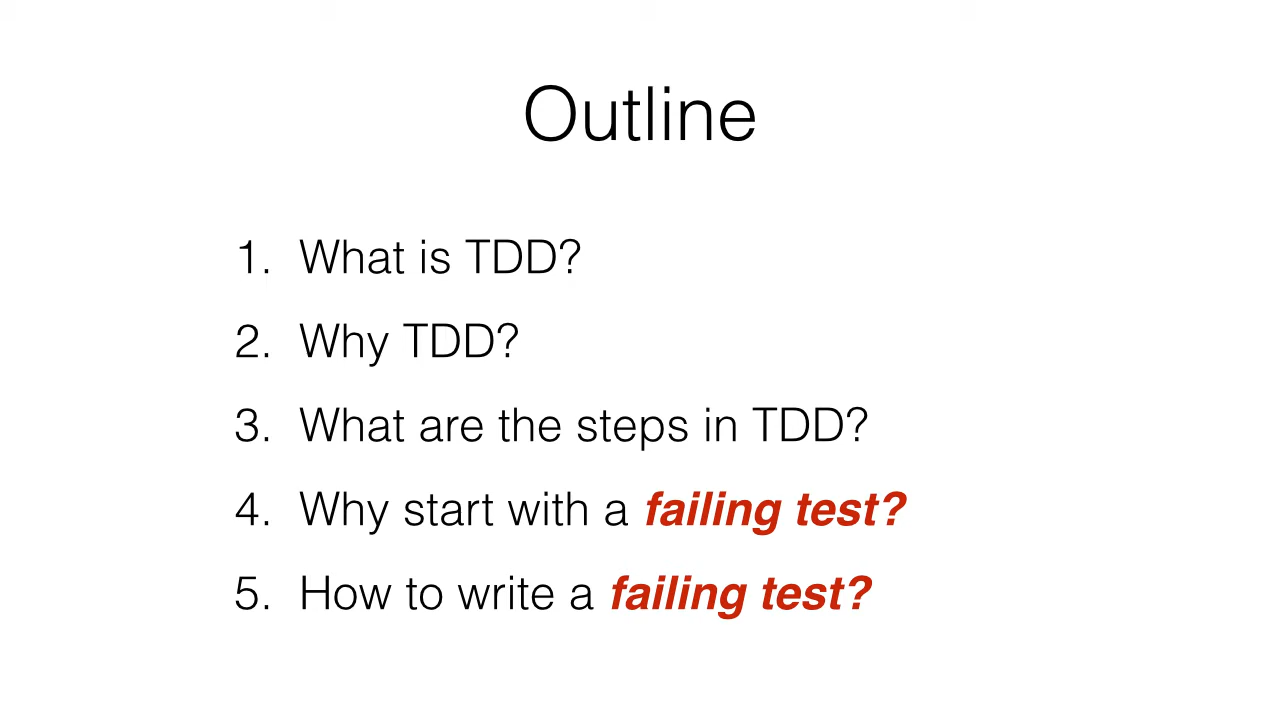 Outline
1. What is TDD?
2. Why TDD?
3. What are the steps in TDD?
4. Why start with a failing test?
5. How to write a failing test?